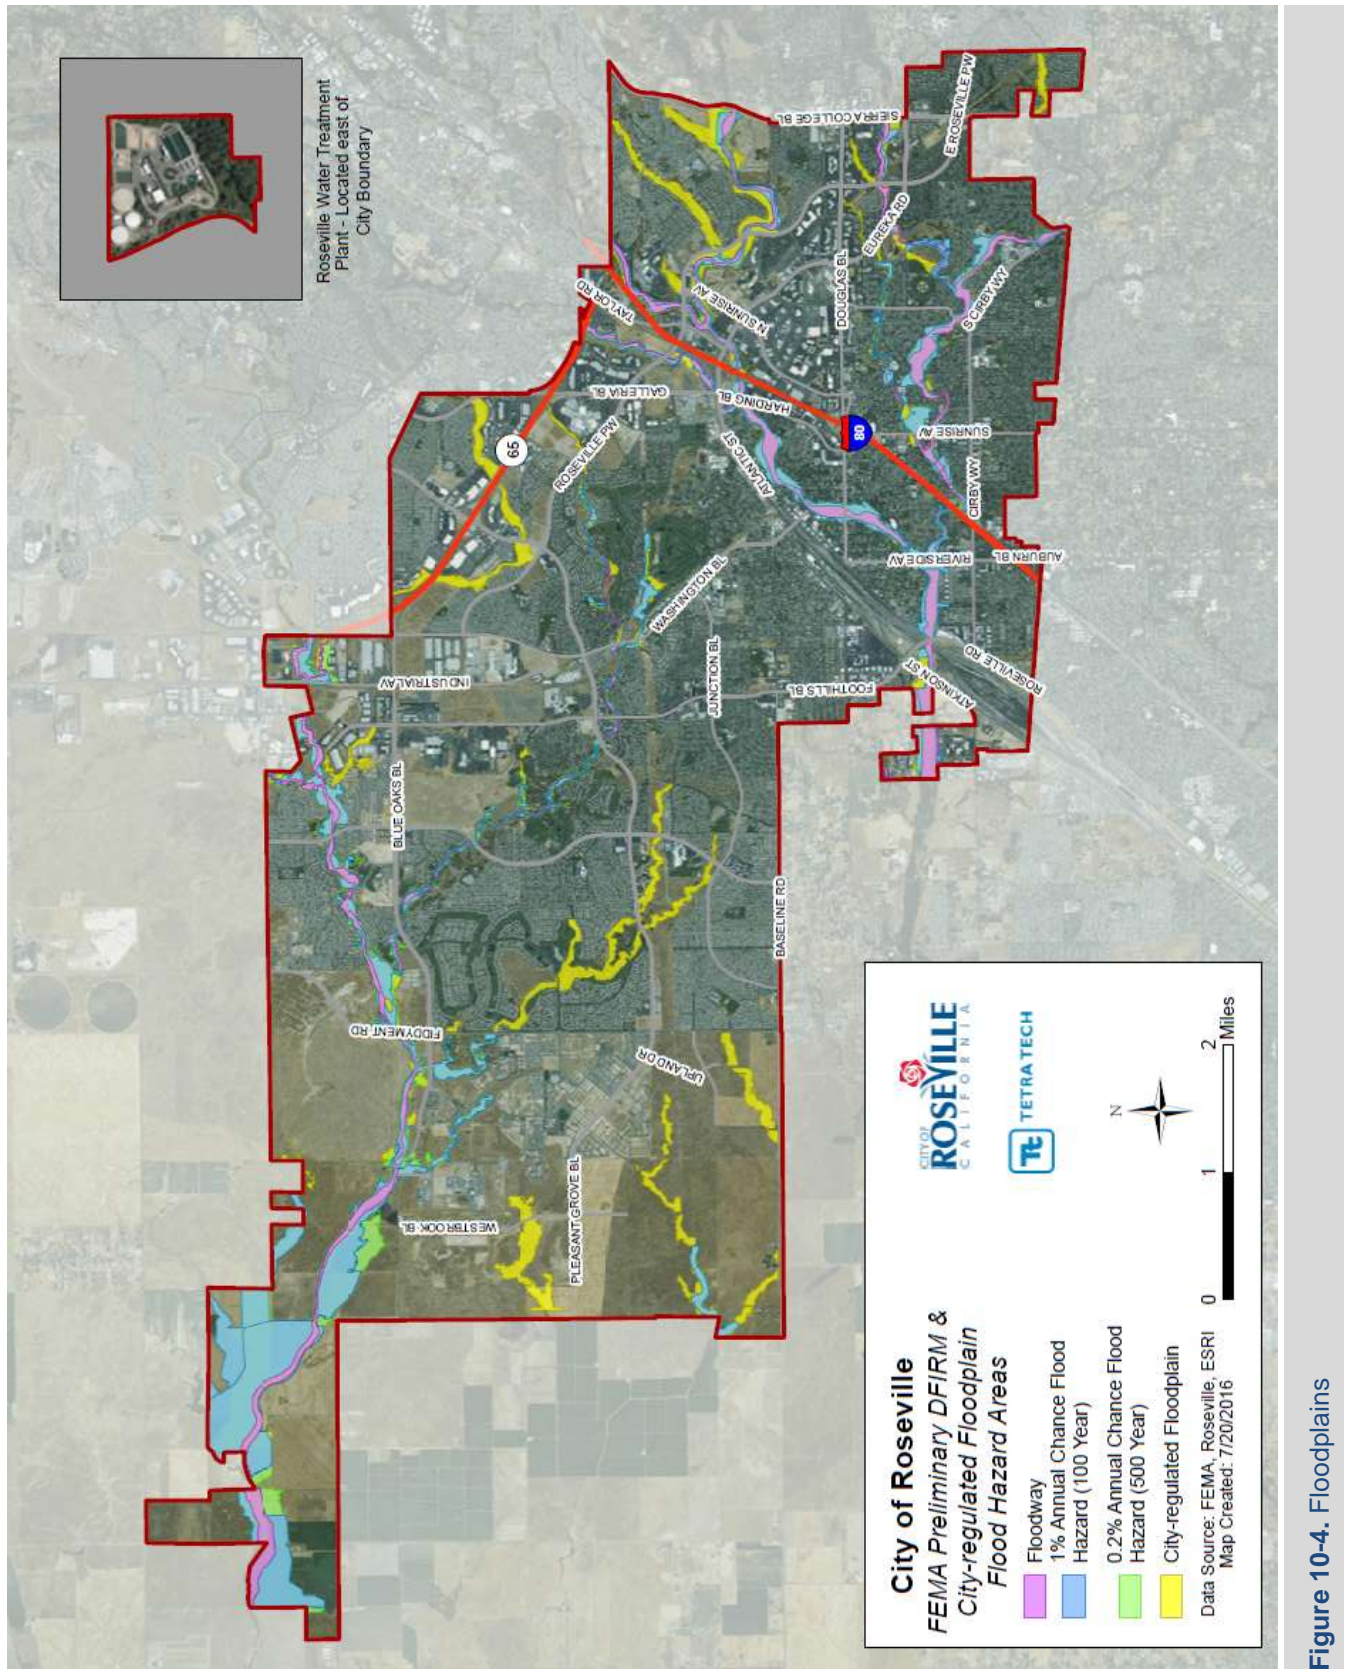 Roseville Water Treatment
Plant - Located east of
City Boundary
SIERRA COLLEGE BL
E ROSEVILLE PW
EUREKA RD
DOUGLAS BL
N SUNRISE AV
TAYLOR RD
S CIRBY WY
GALLERIA BL
HARDING BL
SUNRISE AV
65
80
ROSEVILLE PW
ATLANTIC ST
CIRBY WY
RIVERSIDE AV
AUBURN BL
WASHINGTON BL
INDUSTRIAL AV
JUNCTION BL
FOOTHILLS BL
ATKINSON ST
ROSEVILLE RD
BLUE OAKS BL
BASELINE RD
FIDDYMENT RD
UPLAND DR
WESTBROOK BL
PLEASANT GROVE BL
City of Roseville
FEMA Preliminary DFIRM &
City-regulated Floodplain
Flood Hazard Areas
Floodway
1% Annual Chance Flood
Hazard (100 Year)
0.2% Annual Chance Flood
Hazard (500 Year)
City-regulated Floodplain
Data Source: FEMA, Roseville, ESRI
Map Created: 7/20/2016
CITY OF
ROSEVILLE
CALIFORNIA
Tt
TETRA TECH
N
0 1 2
Miles
Figure 10-4. Floodplains